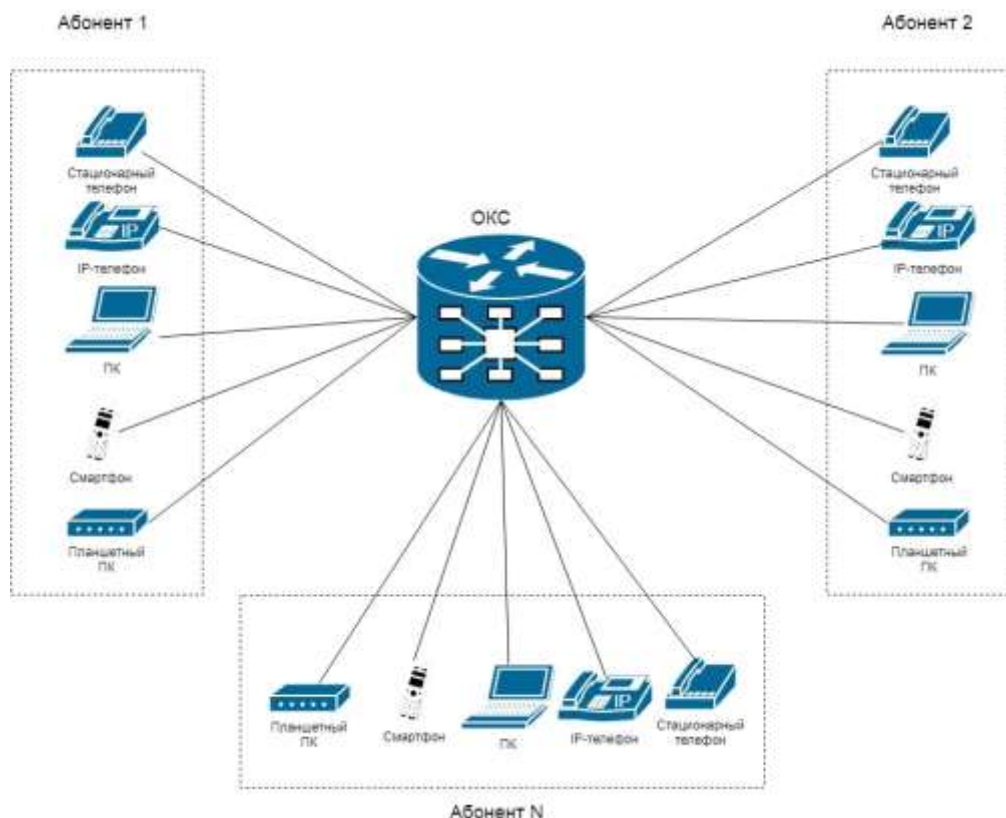 Абонент 1
Стационарный
телефон
IP
IP-телефон
ПК
Смартфон
Планшетный
ПК
ОКС
Абонент 2
Стационарный
телефон
IP
IP-телефон
ПК
Смартфон
Планшетный
ПК
Планшетный
ПК
Смартфон
ПК
IP
IP-телефон
Стационарный
телефон
Абонент N